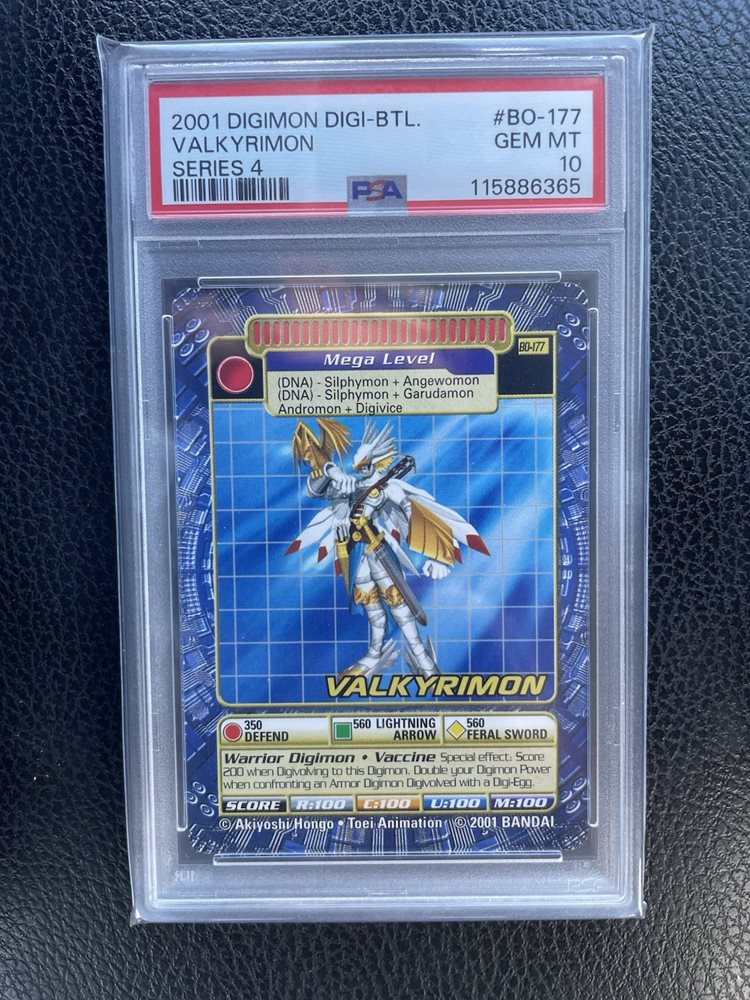 2001 DIGIMON DIGI-BTL. #BO-177
VALKYRIMON GEM MT
SERIES 4 10
PSA 115886365
BO-177
Mega Level
(DNA) - Silphymon + Angewomon
(DNA) - Silphymon + Garudamon
Andromon + Digivice
VALKYRIMON
350 DEFEND
560 LIGHTNING ARROW
560 FERAL SWORD
Warrior Digimon • Vaccine Special effect: Score
200 when Digivolving to this Digimon. Double your Digimon Power
when confronting an Armor Digimon Digivolved with a Digi-Egg.
SCORE R:100 C:100 U:100 M:100
© Akiyoshi Hongo • Toei Animation © 2001 BANDAI